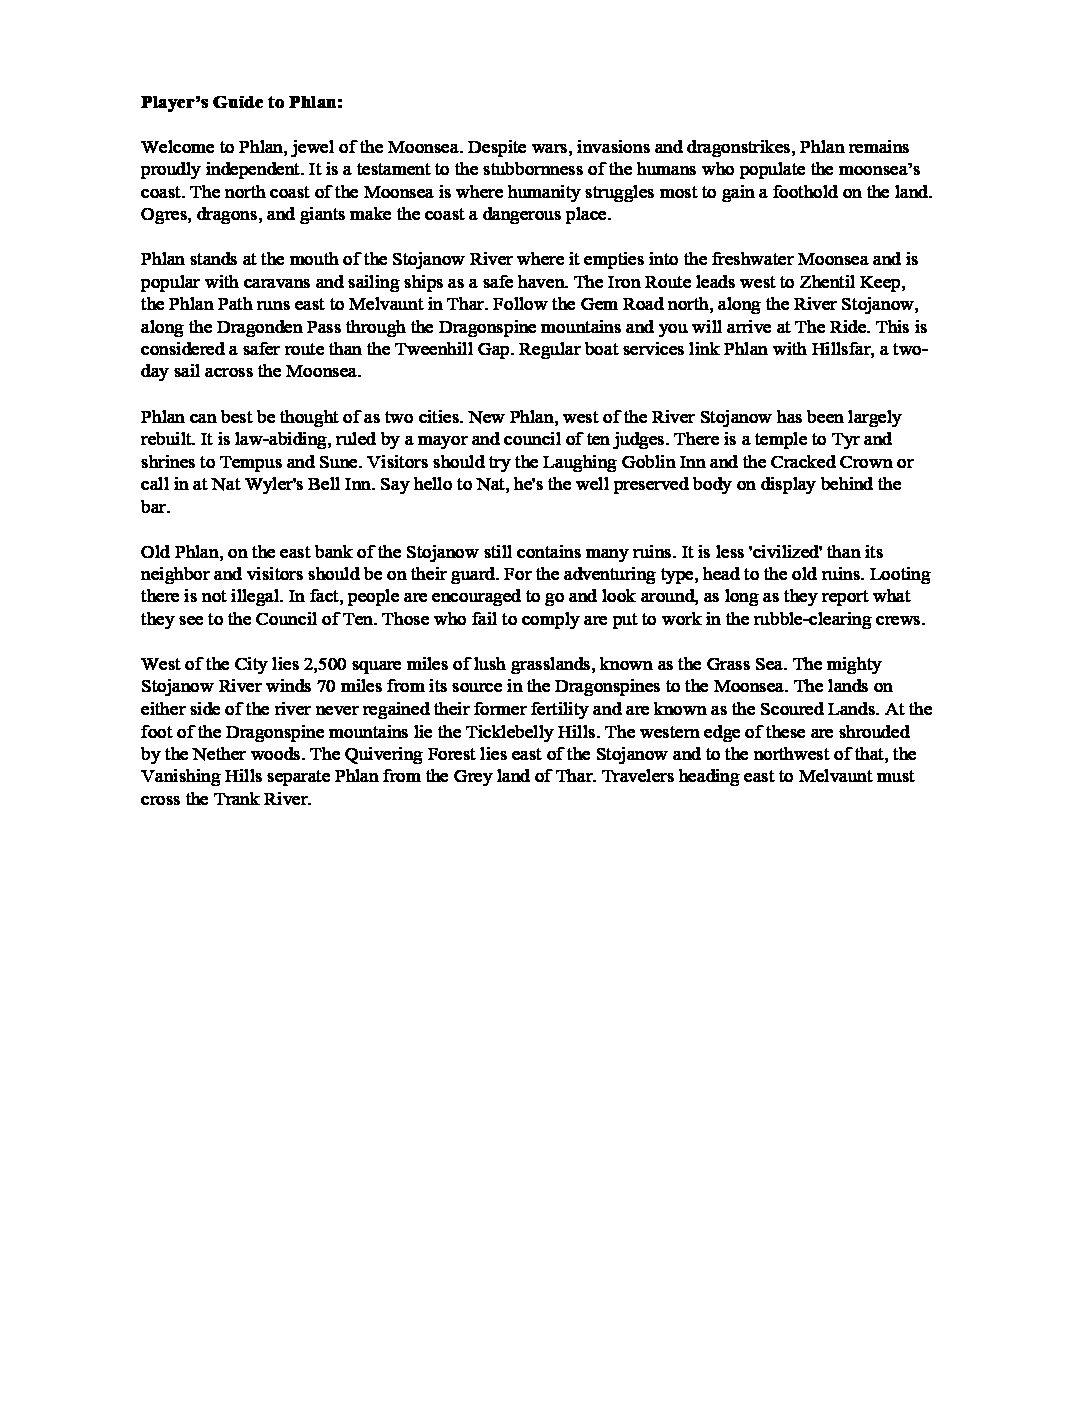 Player’s Guide to Phlan:
Welcome to Phlan, jewel of the Moonsea. Despite wars, invasions and dragonstrikes, Phlan remains
proudly independent. It is a testament to the stubbornness of the humans who populate the moonsea’s
coast. The north coast of the Moonsea is where humanity struggles most to gain a foothold on the land.
Ogres, dragons, and giants make the coast a dangerous place.
Phlan stands at the mouth of the Stojanow River where it empties into the freshwater Moonsea and is
popular with caravans and sailing ships as a safe haven. The Iron Route leads west to Zhentil Keep,
the Phlan Path runs east to Melvaunt in Thar. Follow the Gem Road north, along the River Stojanow,
along the Dragonden Pass through the Dragonspine mountains and you will arrive at The Ride. This is
considered a safer route than the Tweenhill Gap. Regular boat services link Phlan with Hillsfar, a two-
day sail across the Moonsea.
Phlan can best be thought of as two cities. New Phlan, west of the River Stojanow has been largely
rebuilt. It is law-abiding, ruled by a mayor and council of ten judges. There is a temple to Tyr and
shrines to Tempus and Sune. Visitors should try the Laughing Goblin Inn and the Cracked Crown or
call in at Nat Wyler's Bell Inn. Say hello to Nat, he's the well preserved body on display behind the
bar.
Old Phlan, on the east bank of the Stojanow still contains many ruins. It is less 'civilized' than its
neighbor and visitors should be on their guard. For the adventuring type, head to the old ruins. Looting
there is not illegal. In fact, people are encouraged to go and look around, as long as they report what
they see to the Council of Ten. Those who fail to comply are put to work in the rubble-clearing crews.
West of the City lies 2,500 square miles of lush grasslands, known as the Grass Sea. The mighty
Stojanow River winds 70 miles from its source in the Dragonspines to the Moonsea. The lands on
either side of the river never regained their former fertility and are known as the Scoured Lands. At the
foot of the Dragonspine mountains lie the Ticklebelly Hills. The western edge of these are shrouded
by the Nether woods. The Quivering Forest lies east of the Stojanow and to the northwest of that, the
Vanishing Hills separate Phlan from the Grey land of Thar. Travelers heading east to Melvaunt must
cross the Trank River.